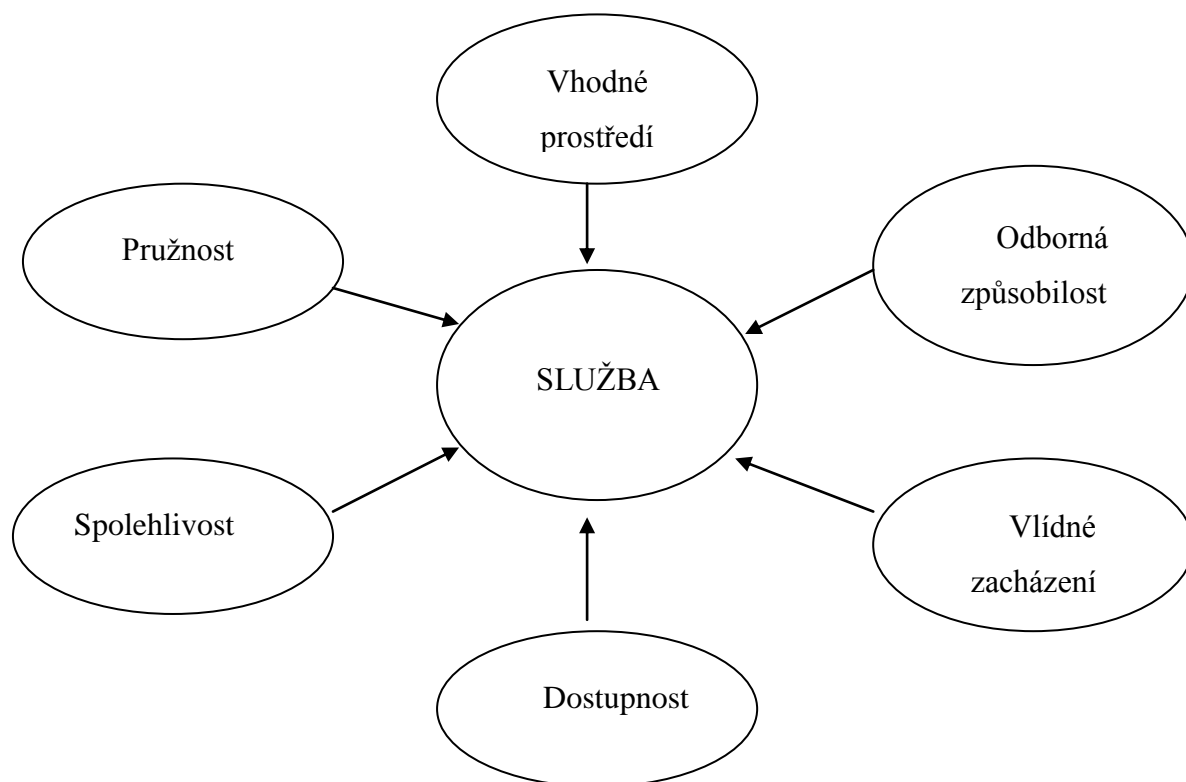 Vhodné
prostředí
Pružnost
Odborná
způsobilost
SLUŽBA
Spolehlivost
Vlídné
zacházení
Dostupnost